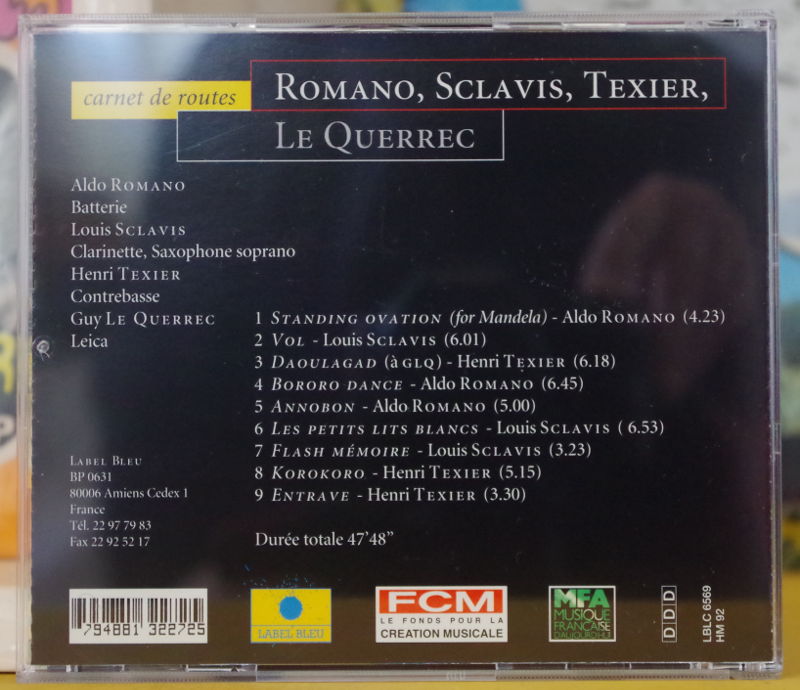 carnet de routes
ROMANO, SCLAVIS, TEXIER,
LE QUERREC
Aldo ROMANO
Batterie
Louis SCLAVIS
Clarinette, Saxophone soprano
Henri TEXIER
Contrebasse
Guy LE QUERREC
Leica
1 STANDING OVATION (for Mandela) - Aldo ROMANO (4.23)
2 VOL - Louis SCLAVIS (6.01)
3 DAOULAGAD (à GLQ) - Henri TEXIER (6.18)
4 BORORO DANCE - Aldo ROMANO (6.45)
5 ANNOBON - Aldo ROMANO (5.00)
6 LES PETITS LITS BLANCS - Louis SCLAVIS ( 6.53)
7 FLASH MÉMOIRE - Louis SCLAVIS (3.23)
8 KOROKORO - Henri TEXIER (5.15)
9 ENTRAVE - Henri TEXIER (3.30)
Durée totale 47'48"
LABEL BLEU
BP 0631
80006 Amiens Cedex 1
France
Tél. 22 97 79 83
Fax 22 92 52 17
794881 322725
LABEL BLEU
FCM
LE FONDS POUR LA
CREATION MUSICALE
MFA
MUSIQUE
FRANÇAISE
D'AUJOURD'HUI
DDD
LBLC 6569
HM 92